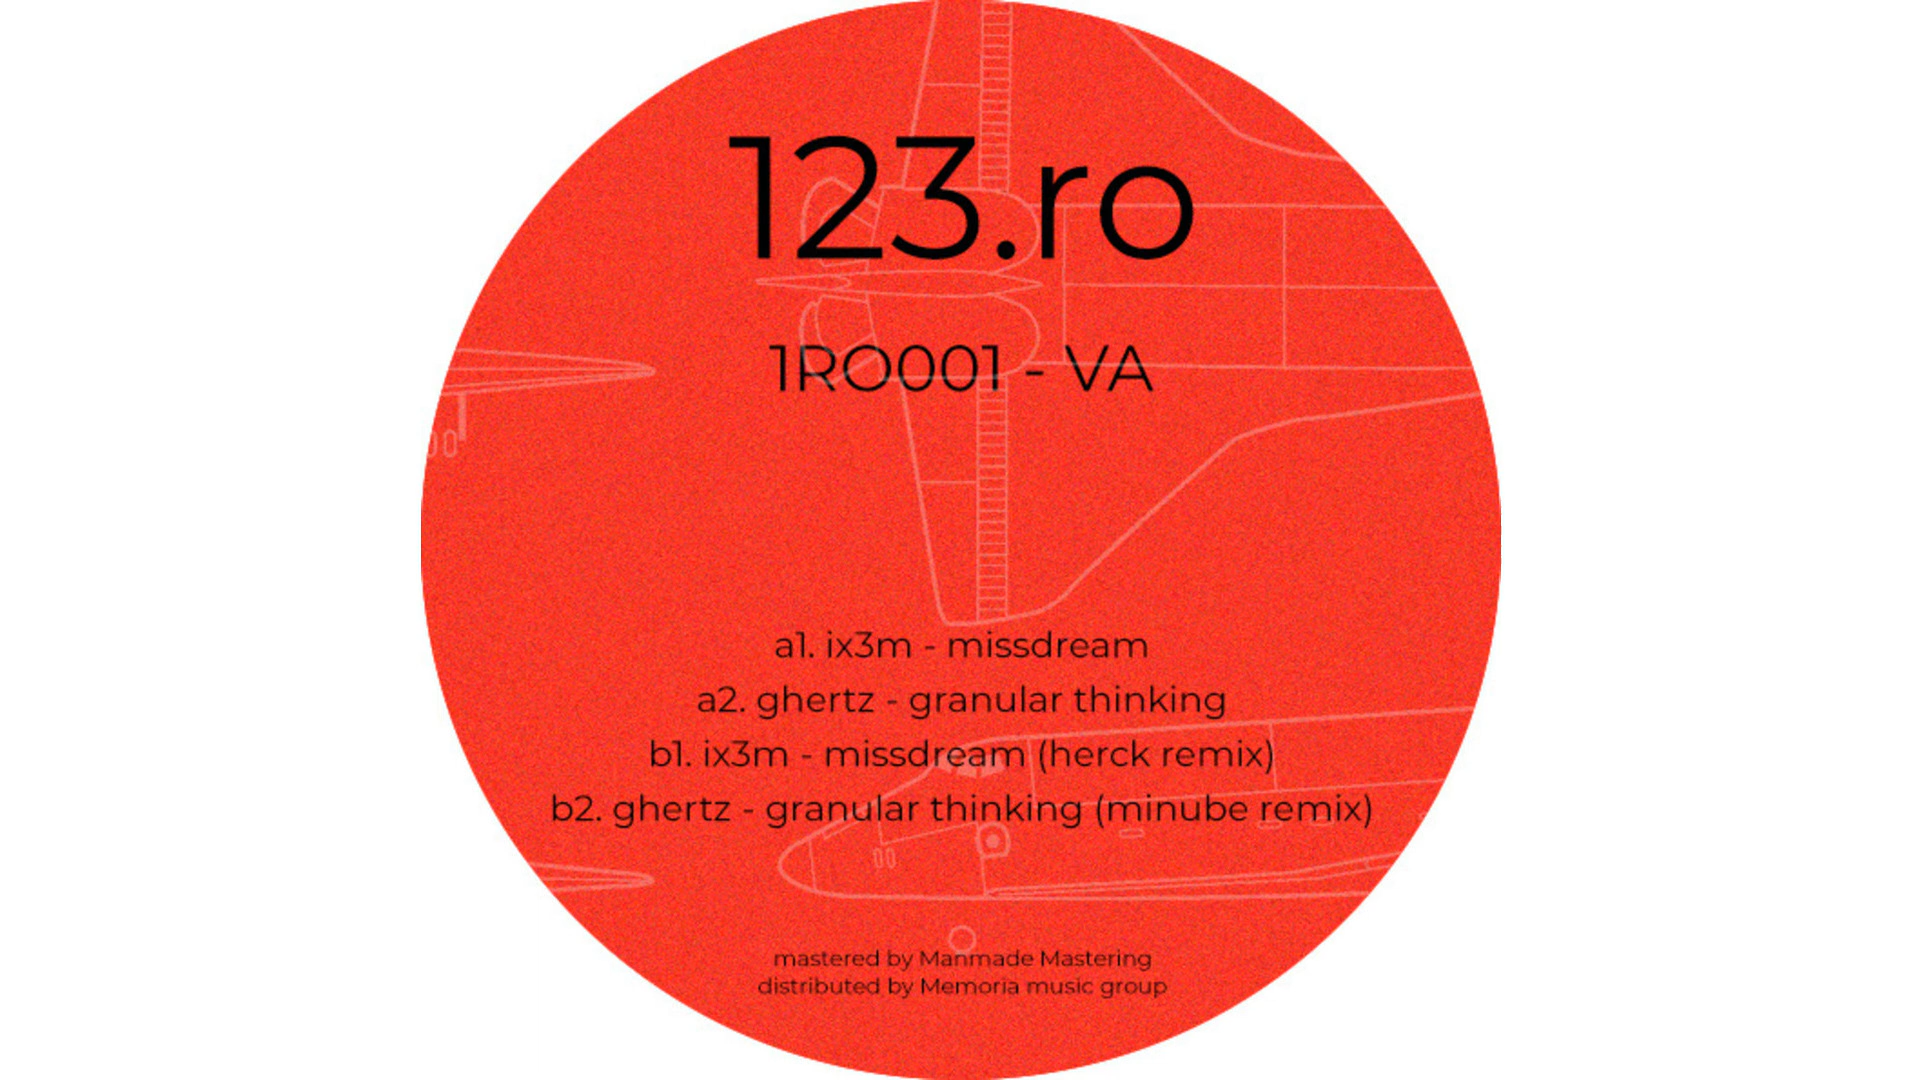 123.ro
1RO001 - VA
a1. ix3m - missdream
a2. ghertz - granular thinking
b1. ix3m - missdream (herck remix)
b2. ghertz - granular thinking (minube remix)
mastered by Manmade Mastering
distributed by Memoria music group